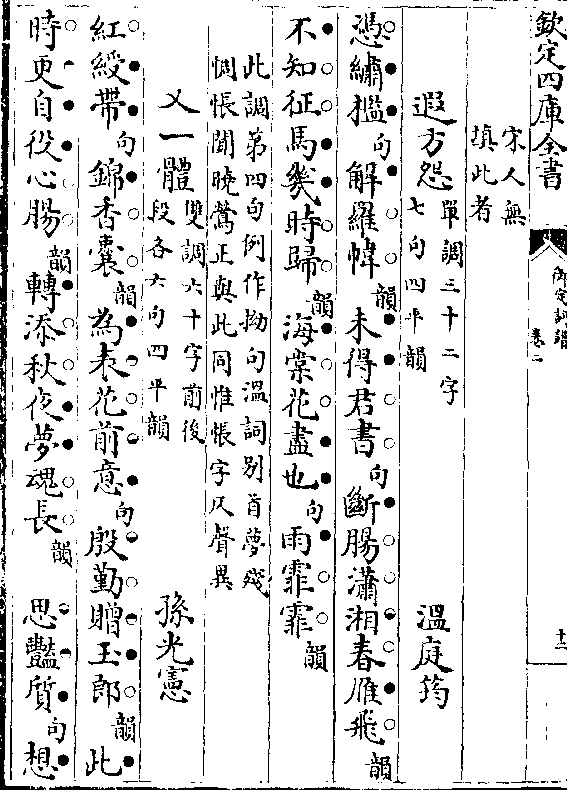 欽定四庫全書
御定詞譜
卷二
十二
宋人無
填此者
遐方怨 單調三十二字
七句四平韻 溫庭筠
憑繡檻句解羅幃韻未得君書句斷腸瀟湘春雁飛韻
不知征馬幾時歸韻海棠花盡也句雨霏霏韻
此調第四句例作拗句溫詞别首夢殘
惆悵聞曉鶯正與此同惟悵字仄聲異
又一體 雙調六十字前後
段各六句四平韻 孫光憲
紅綬帶句錦香囊韻為表花前意句殷勤贈玉郎韻此
時更自役心腸韻轉添秋夜夢魂長韻 思豔質句想